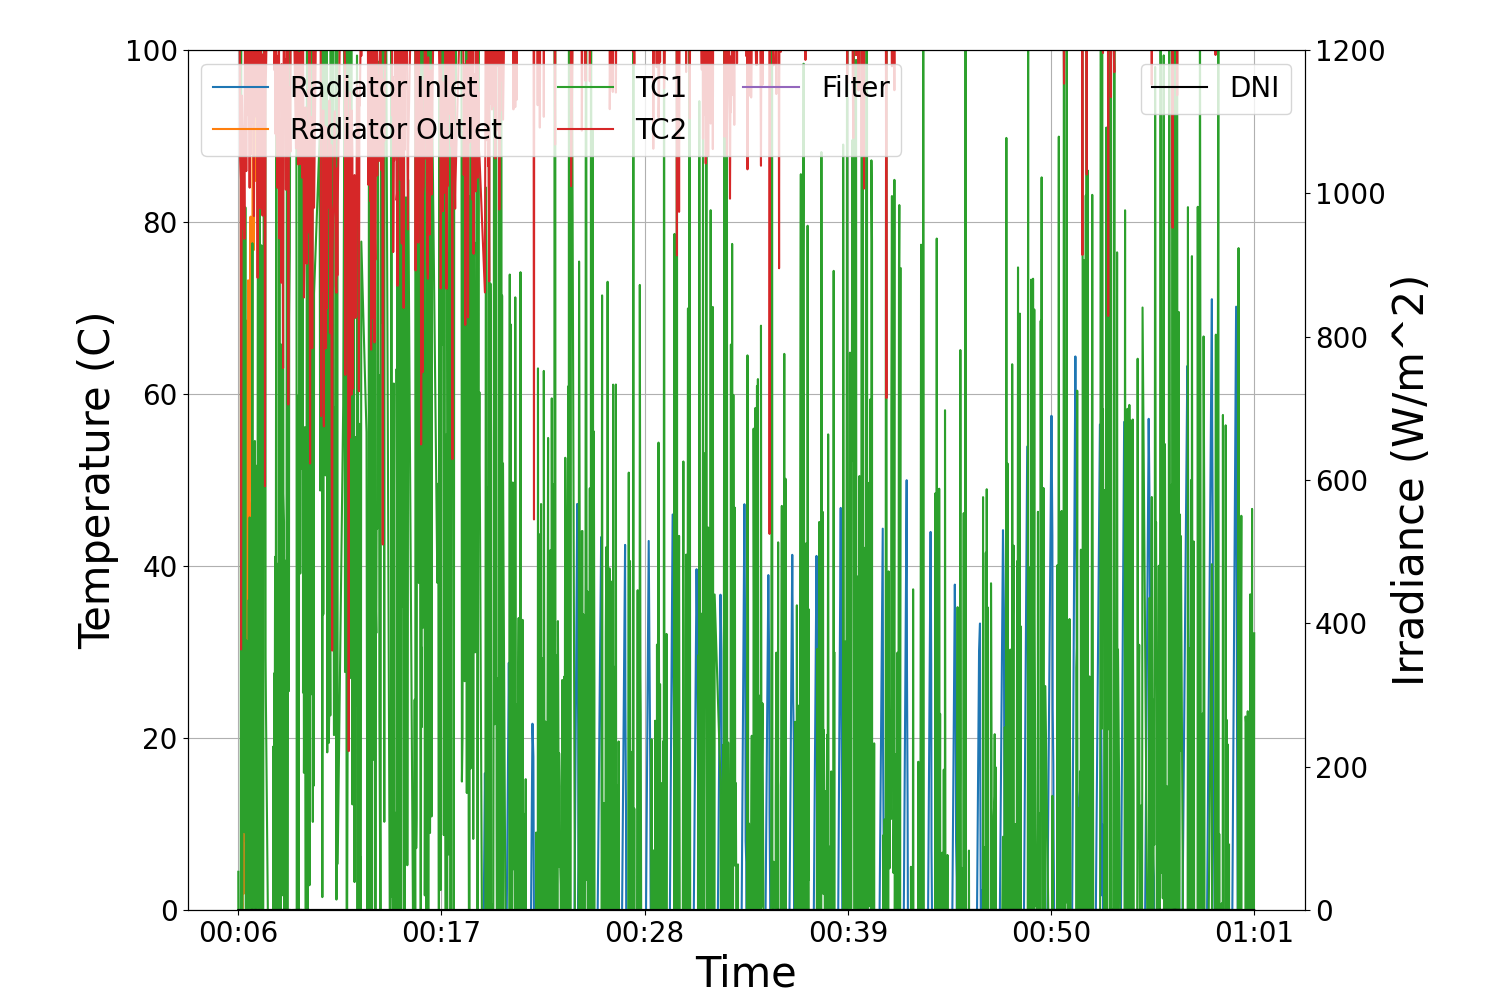 100
80
60
40
20
0
Temperature (C)
Radiator Inlet
Radiator Outlet
TC1
TC2
Filter
DNI
1200
1000
800
600
400
200
0
Irradiance (W/m^2)
00:06
00:17
00:28
00:39
00:50
01:01
Time